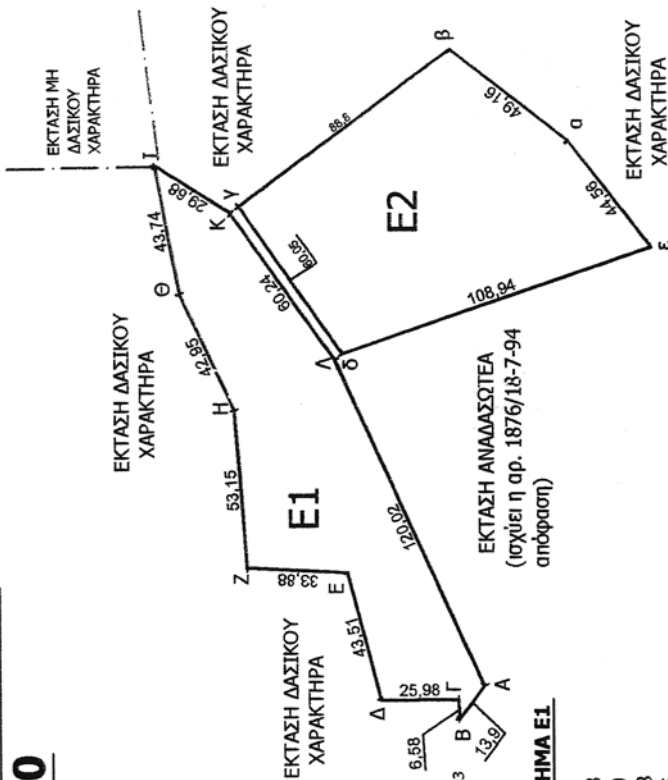 ΕΚΤΑΣΗ ΜΗ
ΔΑΣΙΚΟΥ
ΧΑΡΑΚΤΗΡΑ
Ι
ΕΚΤΑΣΗ ΔΑΣΙΚΟΥ
ΧΑΡΑΚΤΗΡΑ
29,68
43,74
Θ
Κ
γ
88,6
β
49,16
α
ΕΚΤΑΣΗ ΔΑΣΙΚΟΥ
ΧΑΡΑΚΤΗΡΑ
44,56
ε
Ε2
60,05
60,24
108,94
Λ
δ
ΕΚΤΑΣΗ ΔΑΣΙΚΟΥ
ΧΑΡΑΚΤΗΡΑ
42,95
Η
53,15
Ζ
Ε1
33,88
Ε
120,02
ΕΚΤΑΣΗ ΑΝΑΔΑΣΩΤΕΑ
(ισχύει η αρ. 1876/18-7-94
απόφαση)
ΕΚΤΑΣΗ ΔΑΣΙΚΟΥ
ΧΑΡΑΚΤΗΡΑ
43,51
Δ
25,98
Γ
6,58
Β
Α
13,9
3
0
ΗΜΑ Ε1